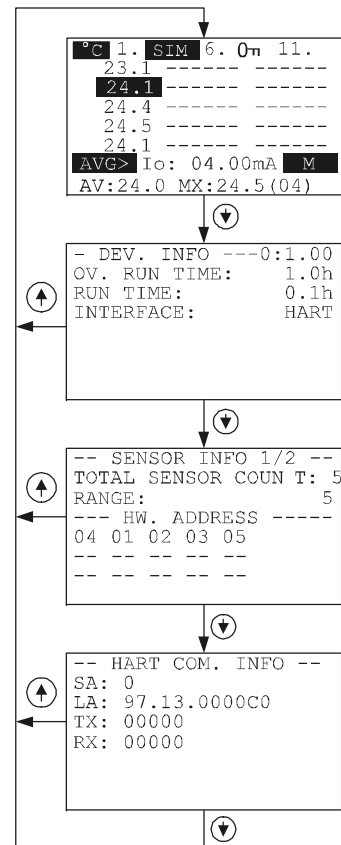 °C 1. SIM 6. 11.
23.1 ------ ------
24.1 ------ ------
24.4 ------ ------
24.5 ------ ------
24.1 ------ ------
AVG> Io: 04.00mA M
AV:24.0 MX:24.5(04)
- DEV. INFO ---0:1.00
OV. RUN TIME: 1.0h
RUN TIME: 0.1h
INTERFACE: HART
-- SENSOR INFO 1/2 --
TOTAL SENSOR COUN T: 5
RANGE: 5
--- HW. ADDRESS -----
04 01 02 03 05
-- -- -- -- --
-- -- -- -- --
-- HART COM. INFO --
SA: 0
LA: 97.13.0000C0
TX: 00000
RX: 00000